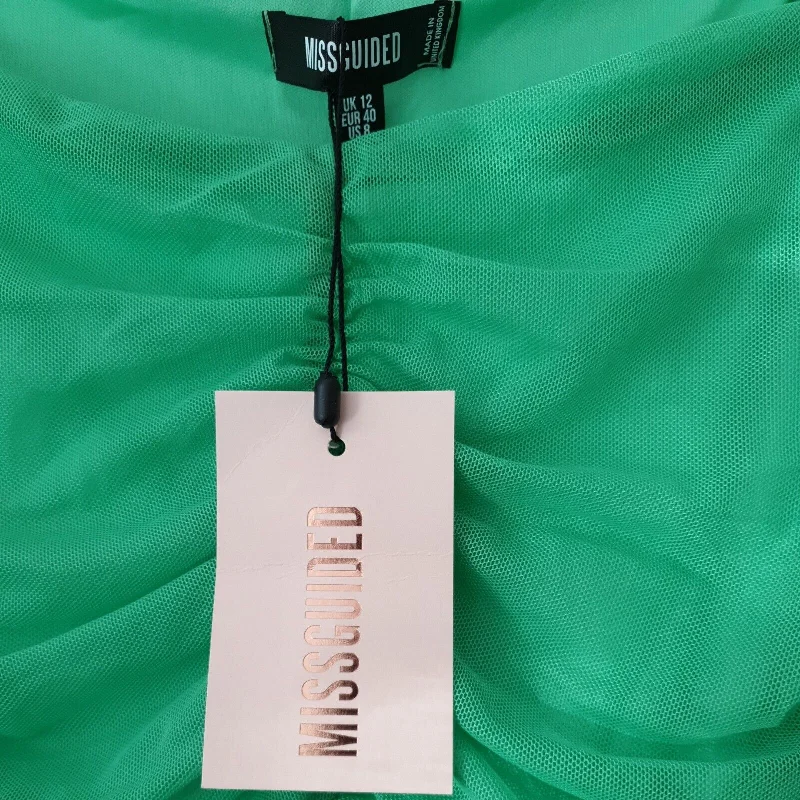 MISSGUIDED
MADE IN
UNITED KINGDOM
UK 12
EUR 40
US 8
MISSGUIDED